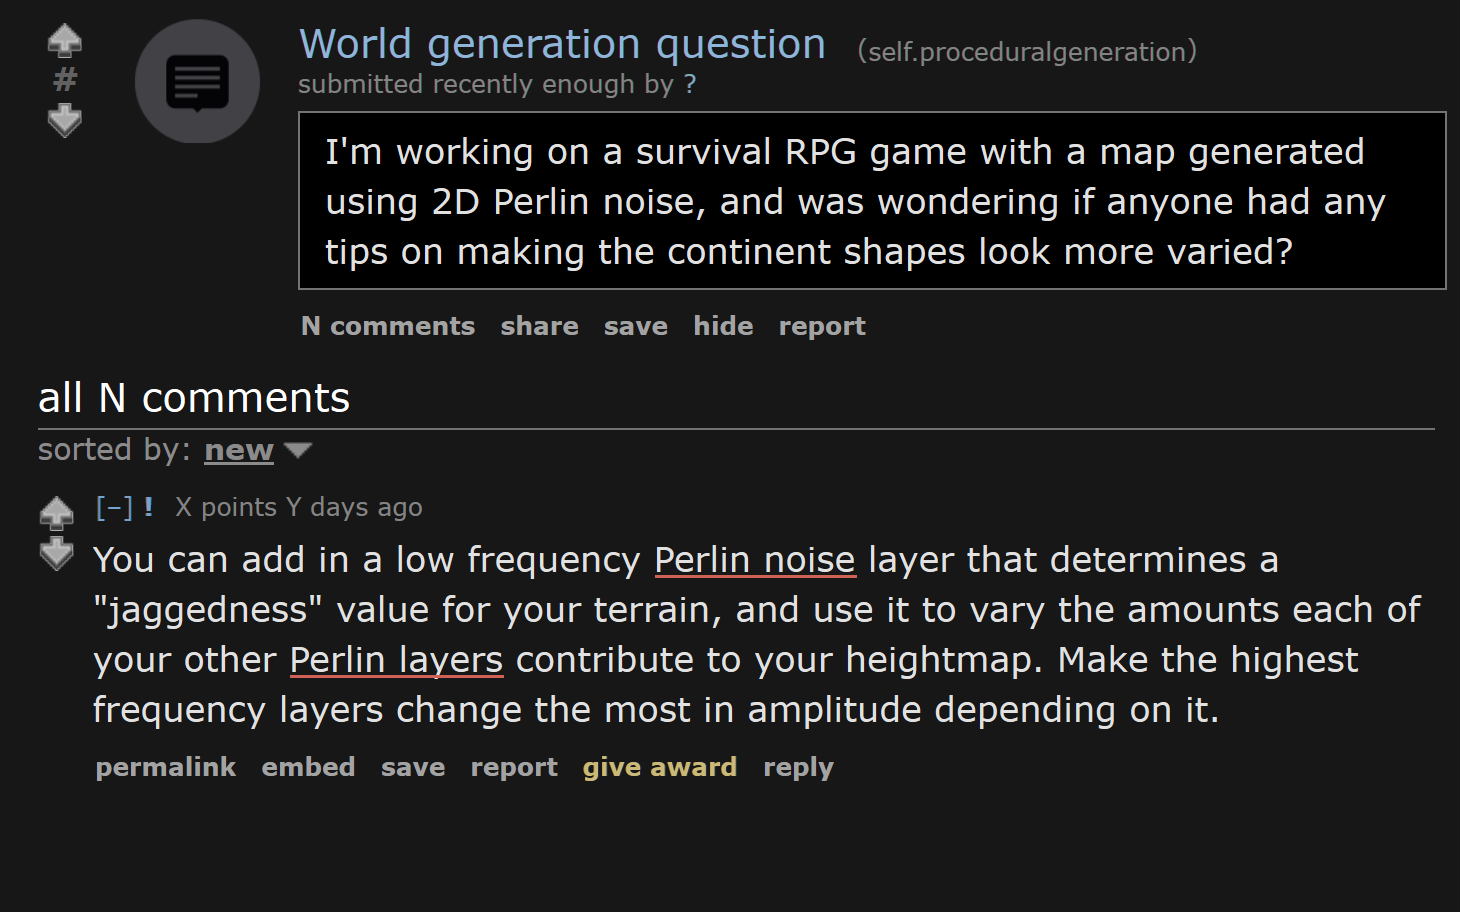 World generation question (self.proceduralgeneration)
#
submitted recently enough by ?
I'm working on a survival RPG game with a map generated
using 2D Perlin noise, and was wondering if anyone had any
tips on making the continent shapes look more varied?
N comments share save hide report
all N comments
sorted by: new
[–] ! X points Y days ago
You can add in a low frequency Perlin noise layer that determines a
"jaggedness" value for your terrain, and use it to vary the amounts each of
your other Perlin layers contribute to your heightmap. Make the highest
frequency layers change the most in amplitude depending on it.
permalink embed save report give award reply